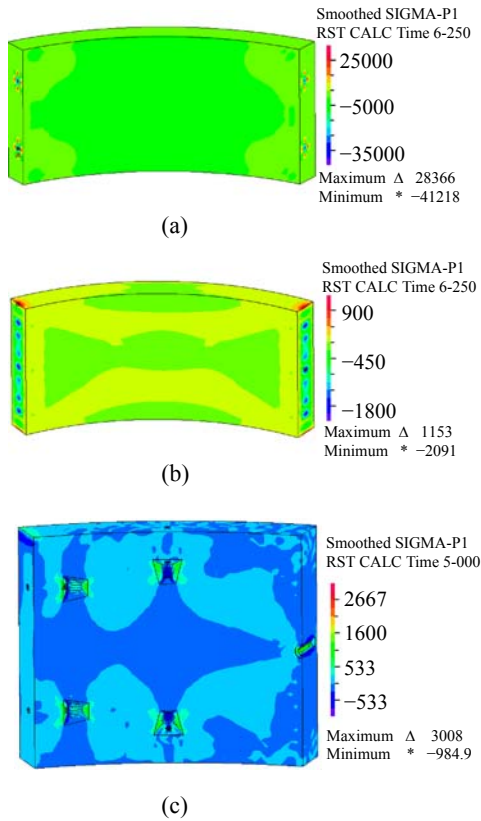 Smoothed SIGMA-P1
RST CALC Time 6-250
25000
−5000
−35000
Maximum Δ 28366
Minimum * −41218
(a)
Smoothed SIGMA-P1
RST CALC Time 6-250
900
−450
−1800
Maximum Δ 1153
Minimum * −2091
(b)
Smoothed SIGMA-P1
RST CALC Time 5-000
2667
1600
533
−533
Maximum Δ 3008
Minimum * −984.9
(c)